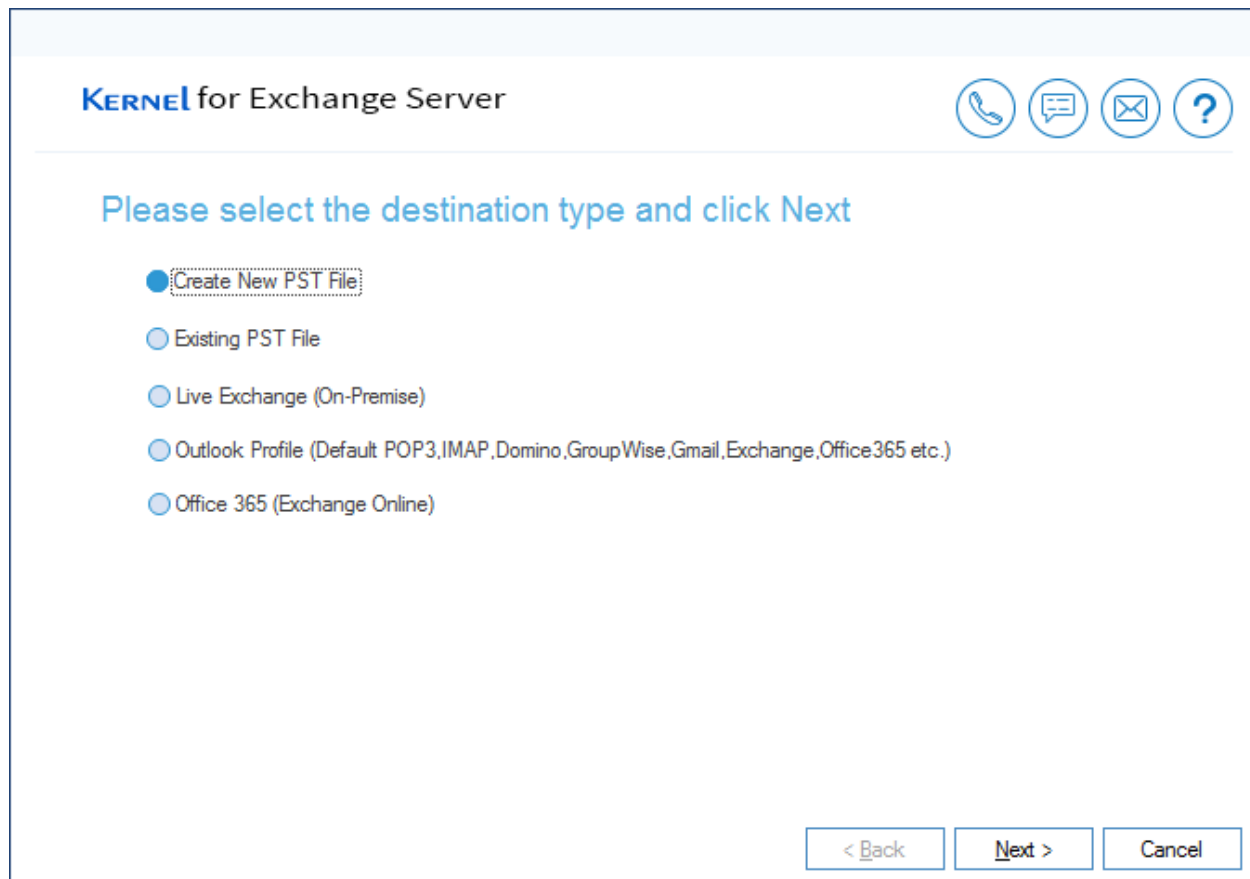 KERNEL for Exchange Server
?
Please select the destination type and click Next
Create New PST File
Existing PST File
Live Exchange (On-Premise)
Outlook Profile (Default POP3,IMAP,Domino,GroupWise,Gmail,Exchange,Office365 etc.)
Office 365 (Exchange Online)
< Back Next > Cancel